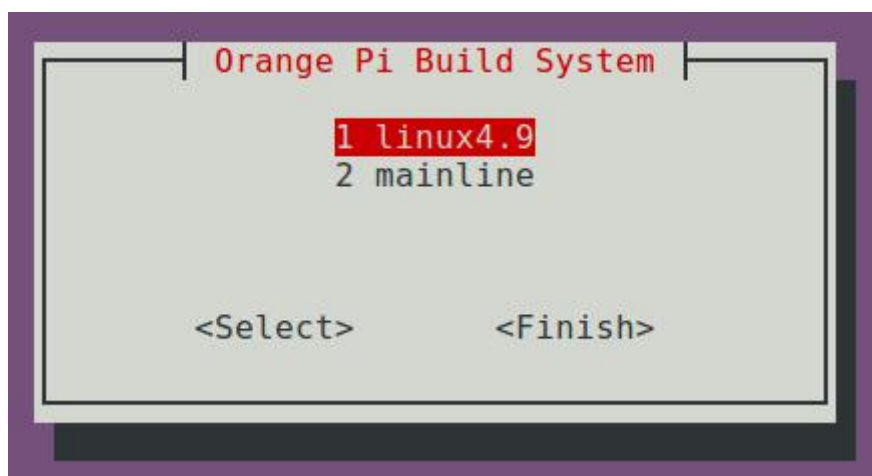 Orange Pi Build System
1 linux4.9
2 mainline
<Select> <Finish>